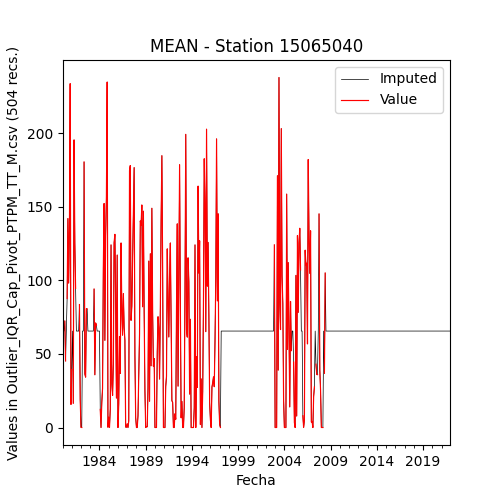 MEAN - Station 15065040
Imputed
Value
Values in Outlier_IQR_Cap_Pivot_PTPM_TT_M.csv (504 recs.)
200
150
100
50
0
1984 1989 1994 1999 2004 2009 2014 2019
Fecha